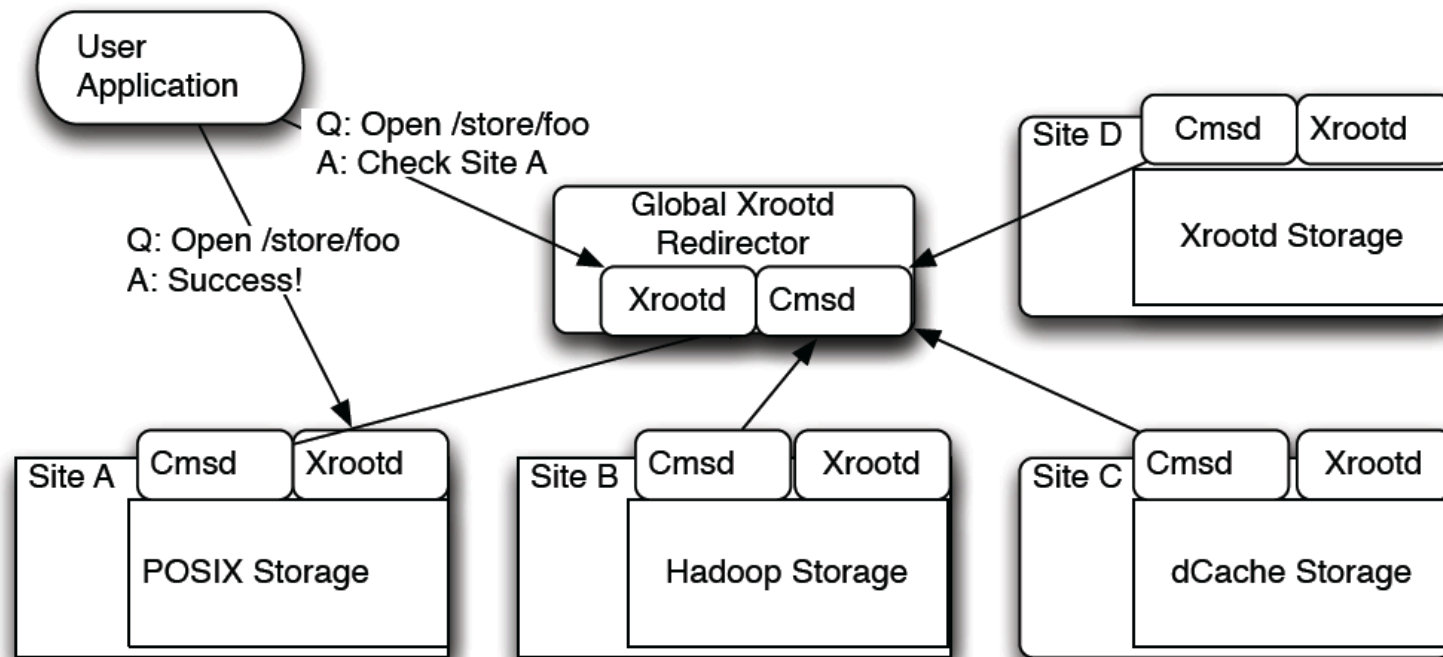 User
Application
Q: Open /store/foo
A: Check Site A
Q: Open /store/foo
A: Success!
Global Xrootd
Redirector
Xrootd
Cmsd
Site D
Cmsd
Xrootd
Xrootd Storage
Site A
Cmsd
Xrootd
POSIX Storage
Site B
Cmsd
Xrootd
Hadoop Storage
Site C
Cmsd
Xrootd
dCache Storage